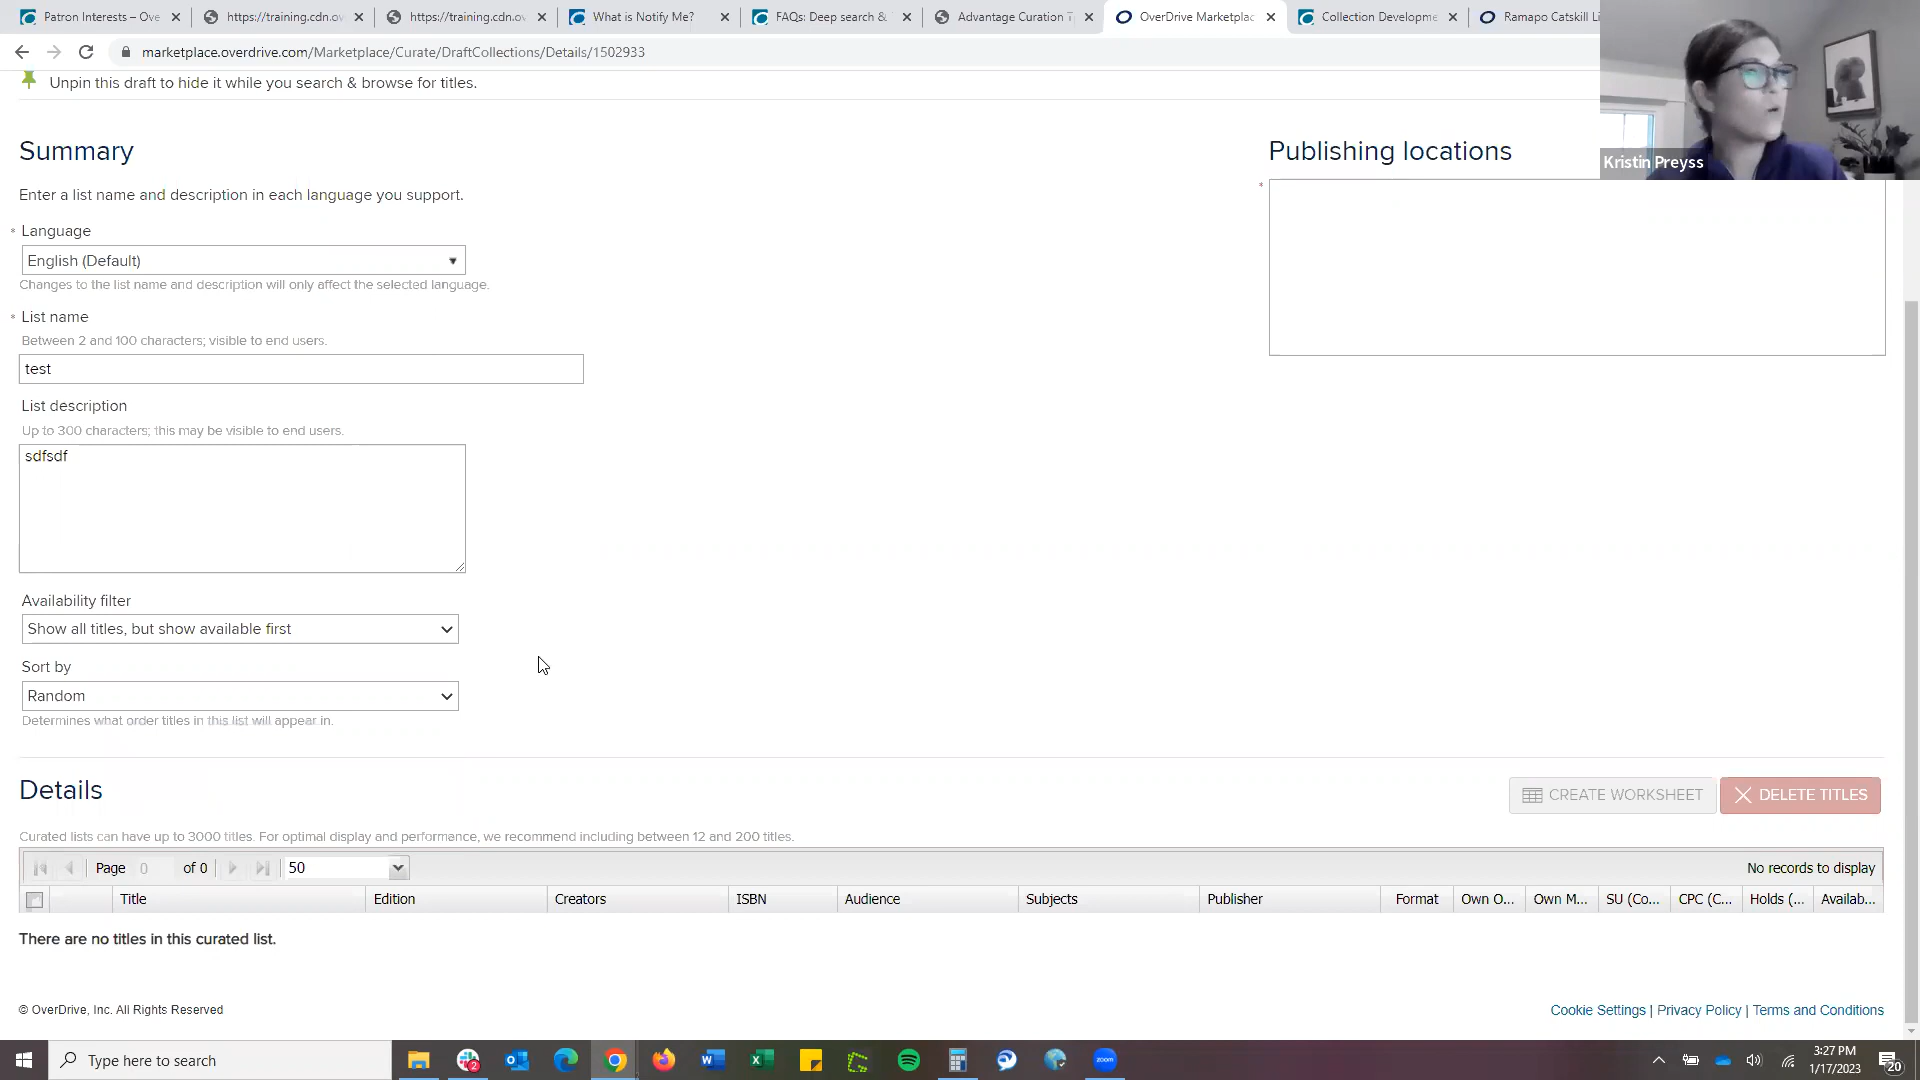 Patron Interests – Ove
https://training.cdn.ov
https://training.cdn.ov
What is Notify Me?
FAQs: Deep search &
Advantage Curation T
OverDrive Marketplac
Collection Developme
Ramapo Catskill Li
marketplace.overdrive.com/Marketplace/Curate/DraftCollections/Details/1502933
Unpin this draft to hide it while you search & browse for titles.
Kristin Preyss
Summary
Publishing locations
Enter a list name and description in each language you support.
* Language
*
English (Default)
Changes to the list name and description will only affect the selected language.
* List name
Between 2 and 100 characters; visible to end users.
test
List description
Up to 300 characters; this may be visible to end users.
sdfsdf
Availability filter
Show all titles, but show available first
Sort by
Random
Determines what order titles in this list will appear in.
Details
CREATE WORKSHEET
DELETE TITLES
Curated lists can have up to 3000 titles. For optimal display and performance, we recommend including between 12 and 200 titles.
Page 0 of 0 50 No records to display
Title Edition Creators ISBN Audience Subjects Publisher Format Own O... Own M... SU (Co... CPC (C... Holds (... Availab...
There are no titles in this curated list.
© OverDrive, Inc. All Rights Reserved
Cookie Settings | Privacy Policy | Terms and Conditions
Type here to search
zoom
3:27 PM
1/17/2023
20